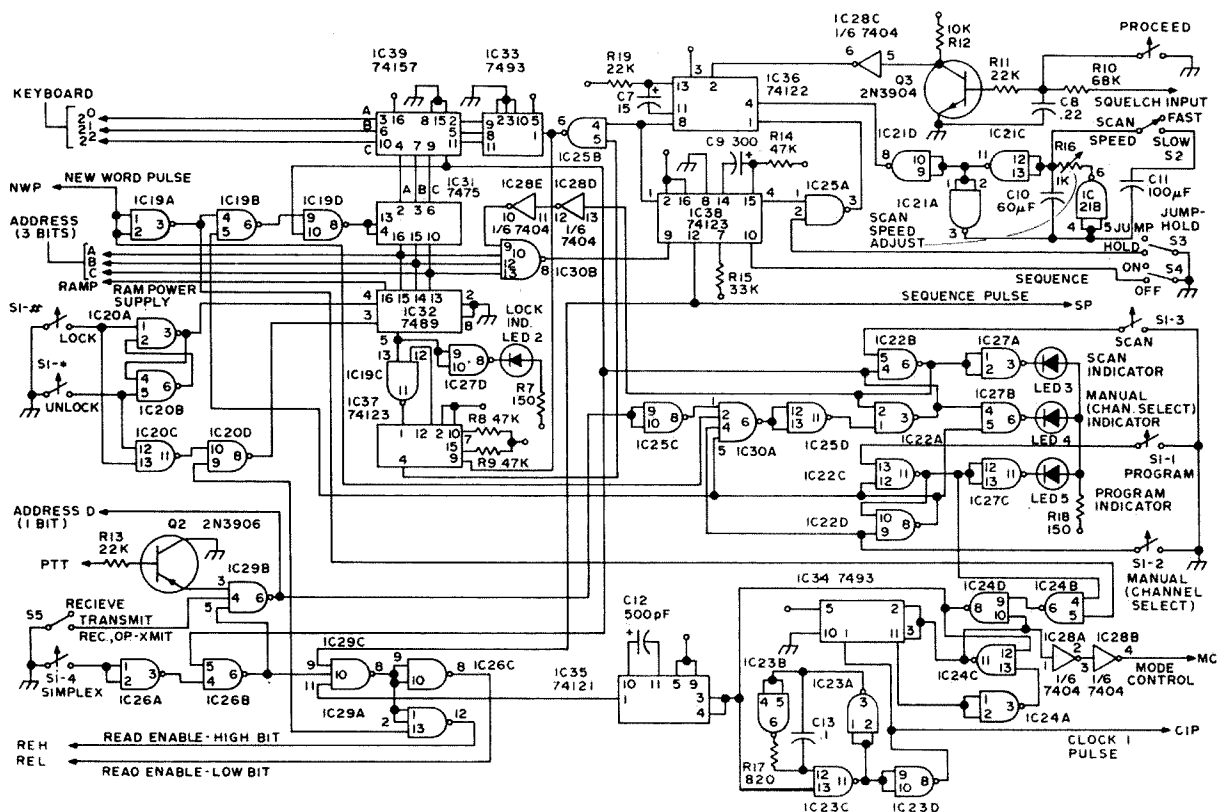 IC39
74157
IC33
7493
IC28C
1/6 7404
10K
R12
PROCEED
R19
22K
C7
15
IC36
74122
Q3
2N3904
R11
22K
R10
68K
SQUELCH INPUT
C8
.22
KEYBOARD
2⁰
2¹
2²
A
B
C
IC25B
IC21D
IC21C
SCAN
SPEED
FAST
SLOW
S2
R16
1K
C9 300
R14
47K
C11
100µF
C10
60µF
IC
21B
NWP
NEW WORD PULSE
IC19A
IC19B
IC19D
A B C
IC31
7475
IC28E
1/6 7404
IC28D
1/6 7404
IC38
74123
IC25A
IC21A
SCAN
SPEED
ADJUST
JUMP-
HOLD
JUMP
HOLD
S3
ADDRESS
(3 BITS)
A
B
C
RAMP
RAM POWER
SUPPLY
IC30B
R15
33K
SEQUENCE
ON
OFF
S4
SEQUENCE PULSE
SP
S1-#
LOCK
IC20A
IC32
7489
LOCK
IND.
LED 2
S1-*
UNLOCK
IC20B
IC19C
IC27D
R7
150
IC22B
S1-3
SCAN
IC27A
SCAN
INDICATOR
LED 3
IC37
74123
R8 47K
R9 47K
IC20C
IC20D
IC25C
IC30A
IC25D
IC22A
IC27B
MANUAL
(CHAN. SELECT)
INDICATOR
LED 4
S1-1
PROGRAM
IC22C
IC27C
LED5
PROGRAM
INDICATOR
R18
150
IC22D
S1-2
MANUAL
(CHANNEL
SELECT)
ADDRESS D
(1 BIT)
Q2 2N3906
R13
22K
PTT
IC29B
S5
RECIEVE
TRANSMIT
REC, OP-XMIT
S1-4
SIMPLEX
IC26A
IC26B
IC29C
IC26C
IC29A
C12
500pF
IC35
74121
IC34 7493
IC24D
IC24B
IC28A
1/6
7404
IC28B
1/6
7404
MC
MODE
CONTROL
IC24C
IC24A
IC23B
IC23A
C13
.1
R17
820
IC23C
IC23D
C1P
CLOCK 1
PULSE
REH
READ ENABLE-HIGH BIT
REL
READ ENABLE-LOW BIT